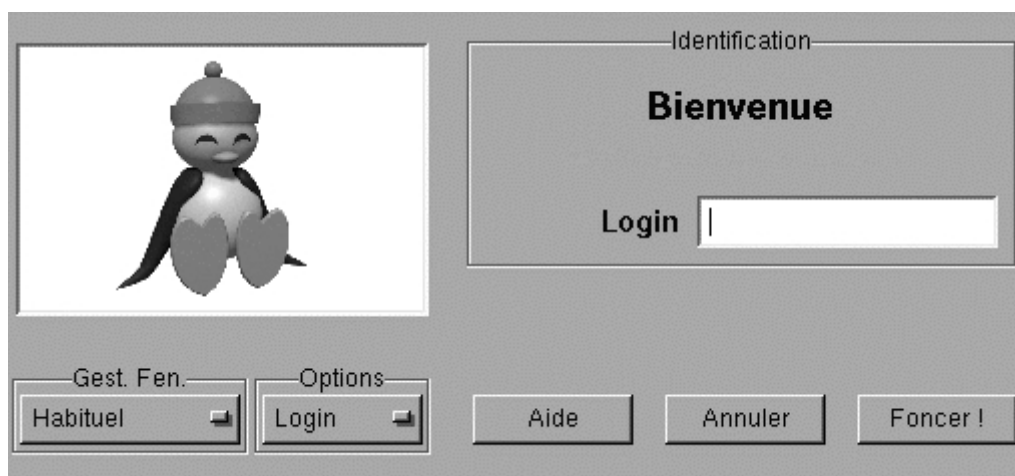 Identification
Bienvenue
Login
Gest. Fen.
Options
Habituel
Login
Aide
Annuler
Foncer !